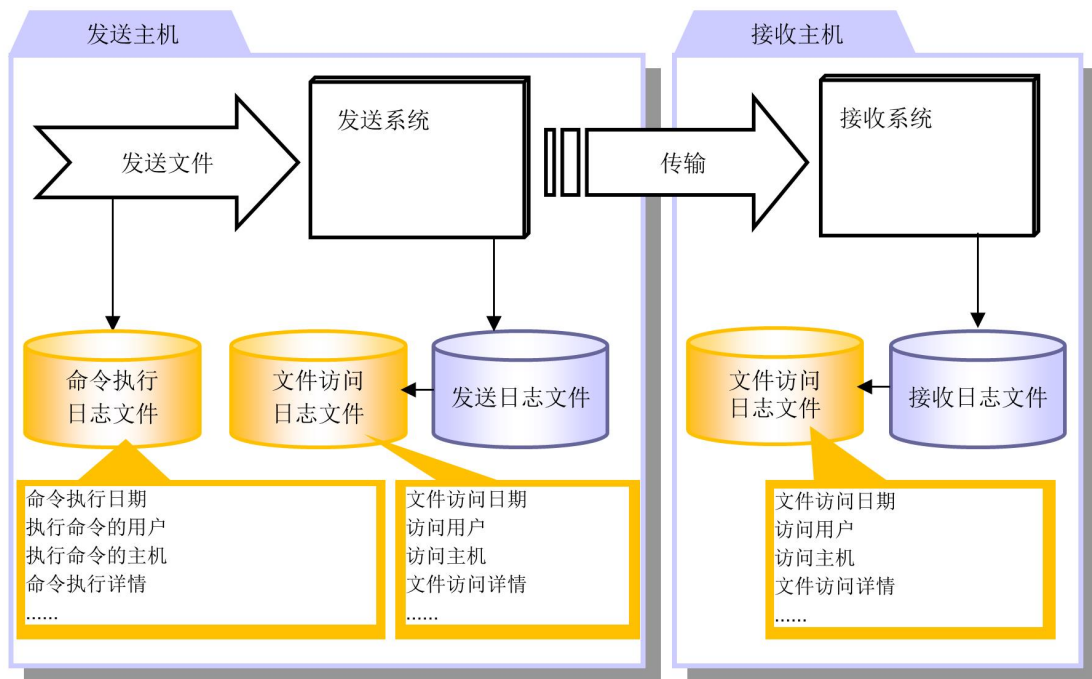 发送主机
接收主机
发送文件
发送系统
传输
接收系统
命令执行
日志文件
文件访问
日志文件
发送日志文件
文件访问
日志文件
接收日志文件
命令执行日期
执行命令的用户
执行命令的主机
命令执行详情
......
文件访问日期
访问用户
访问主机
文件访问详情
......
文件访问日期
访问用户
访问主机
文件访问详情
......